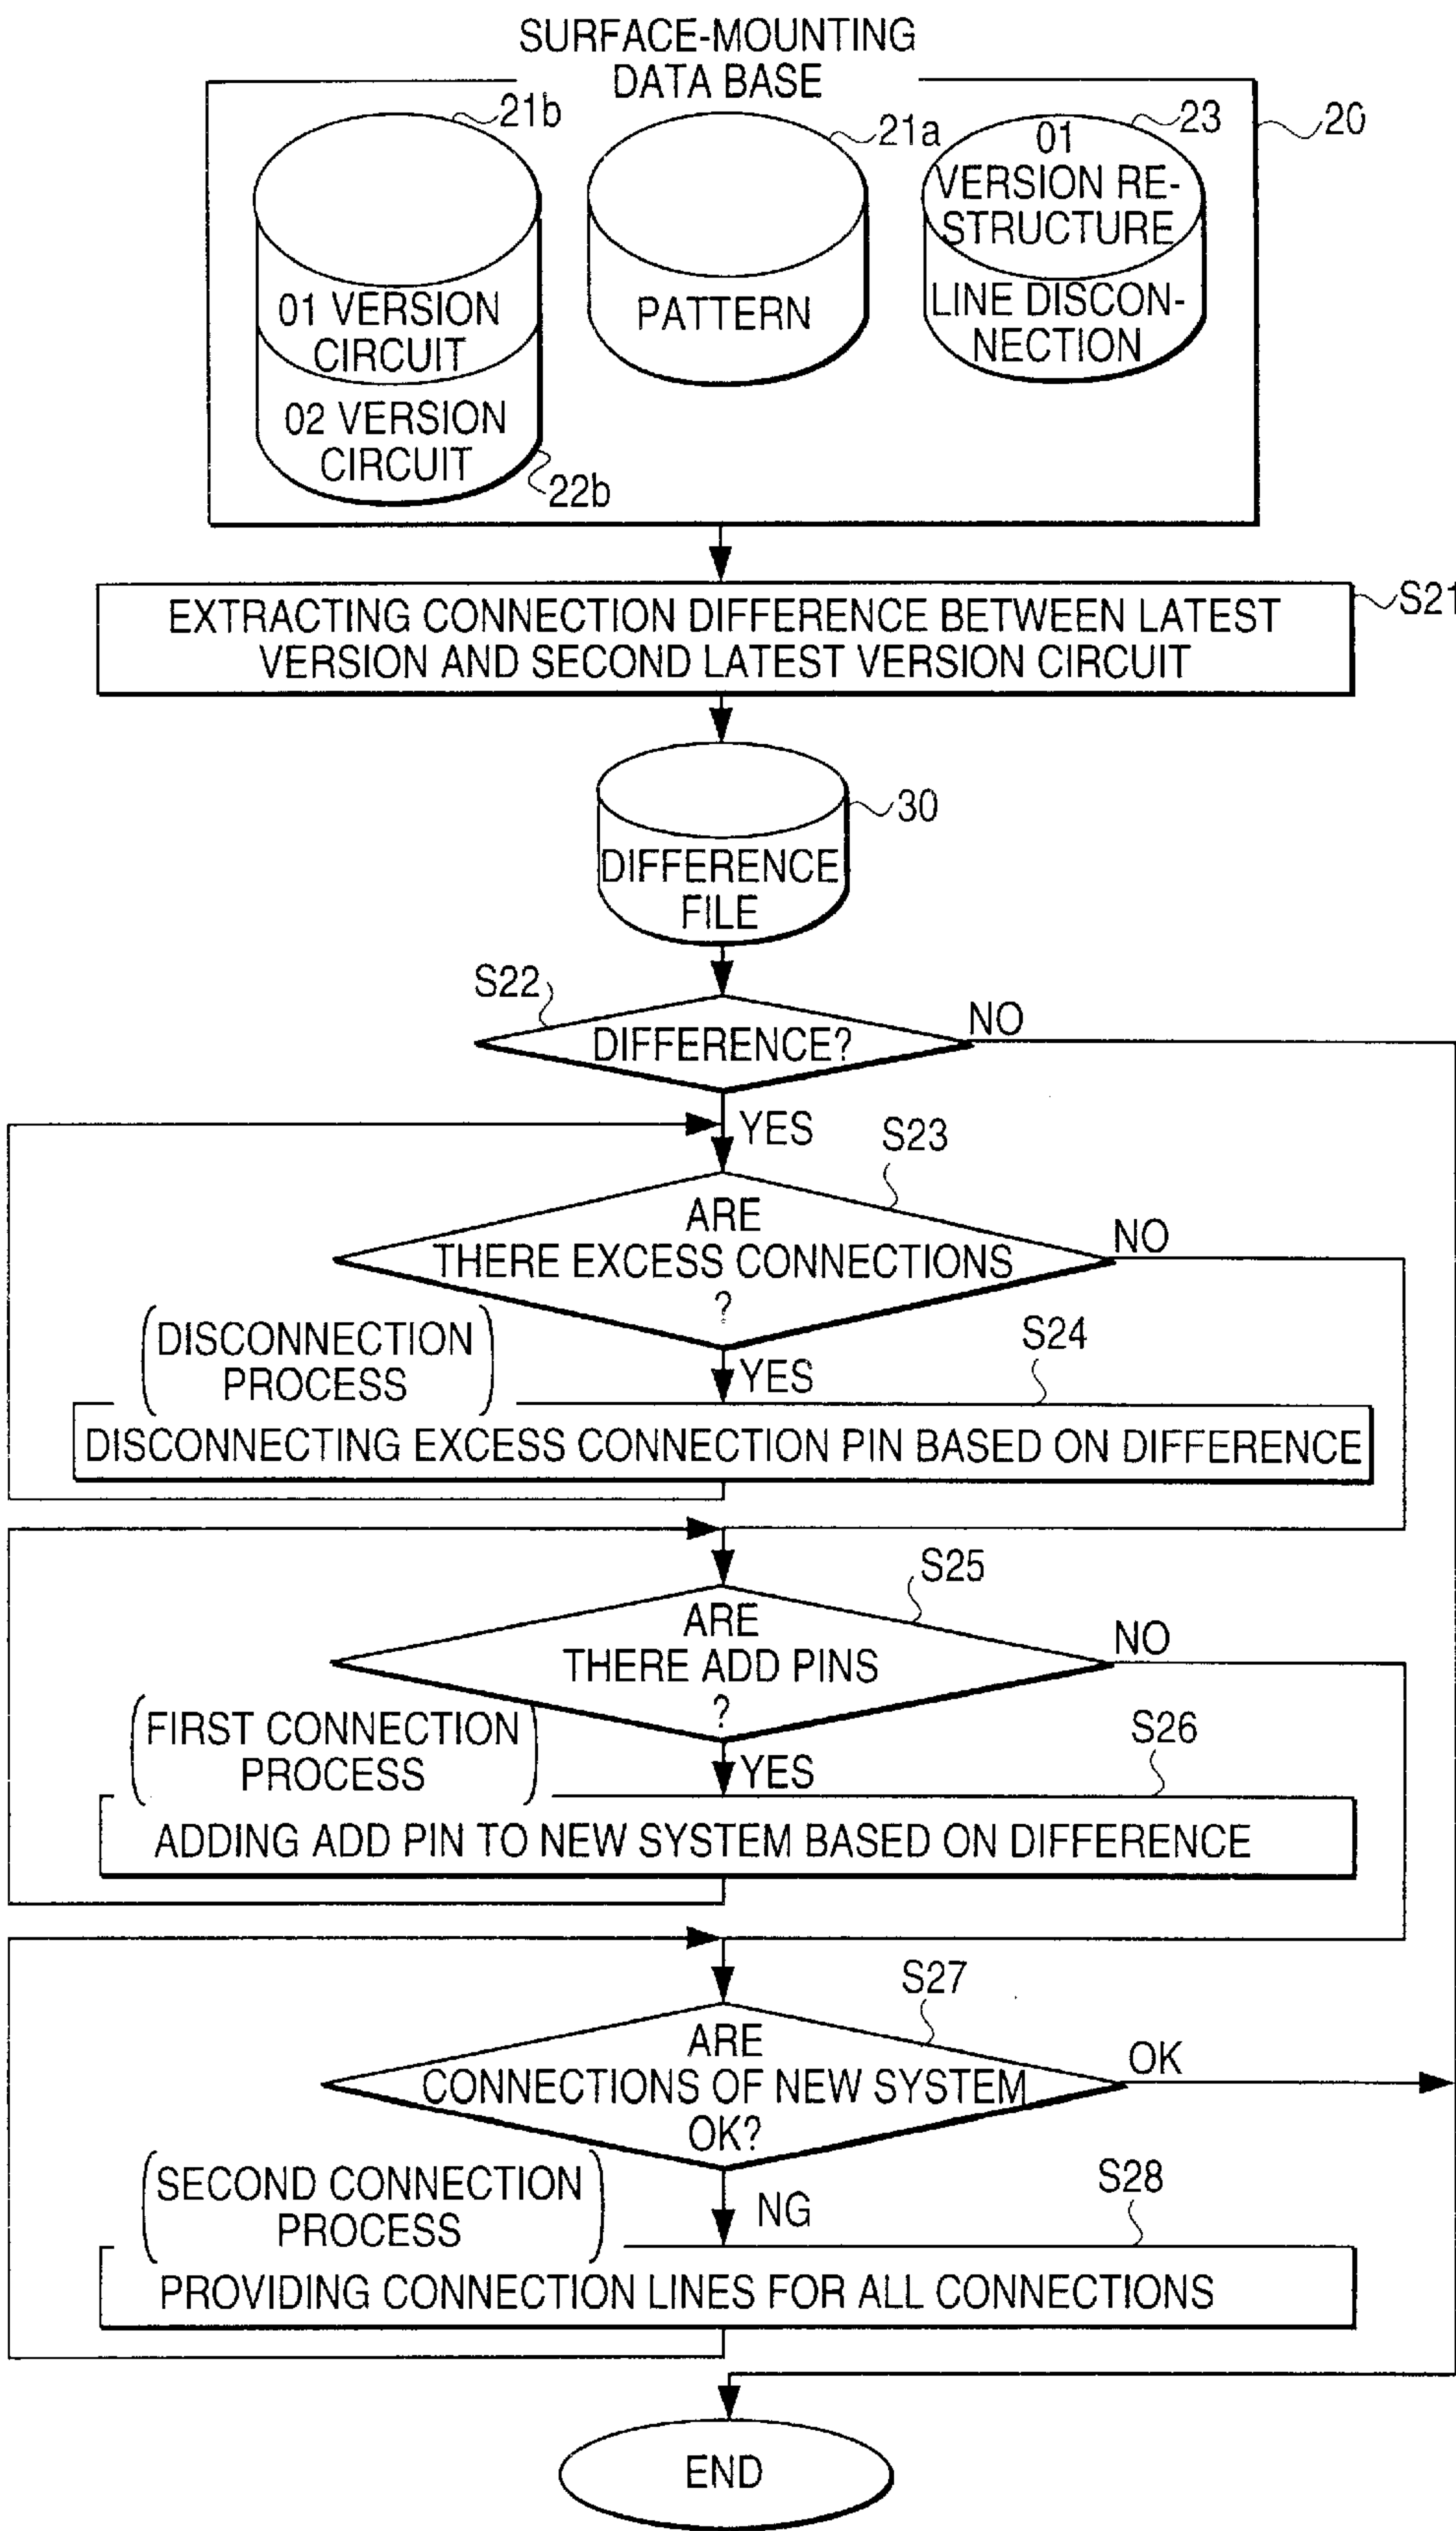 SURFACE-MOUNTING
DATA BASE
21b
21a
23
20
01
VERSION RE-
STRUCTURE
01 VERSION
CIRCUIT
PATTERN
LINE DISCON-
NECTION
02 VERSION
CIRCUIT
22b
S21
EXTRACTING CONNECTION DIFFERENCE BETWEEN LATEST
VERSION AND SECOND LATEST VERSION CIRCUIT
30
DIFFERENCE
FILE
S22
DIFFERENCE?
NO
YES
S23
ARE
THERE EXCESS CONNECTIONS
?
NO
(DISCONNECTION
PROCESS)
YES
S24
DISCONNECTING EXCESS CONNECTION PIN BASED ON DIFFERENCE
S25
ARE
THERE ADD PINS
?
NO
(FIRST CONNECTION
PROCESS)
YES
S26
ADDING ADD PIN TO NEW SYSTEM BASED ON DIFFERENCE
S27
ARE
CONNECTIONS OF NEW SYSTEM
OK?
OK
(SECOND CONNECTION
PROCESS)
NG
S28
PROVIDING CONNECTION LINES FOR ALL CONNECTIONS
END